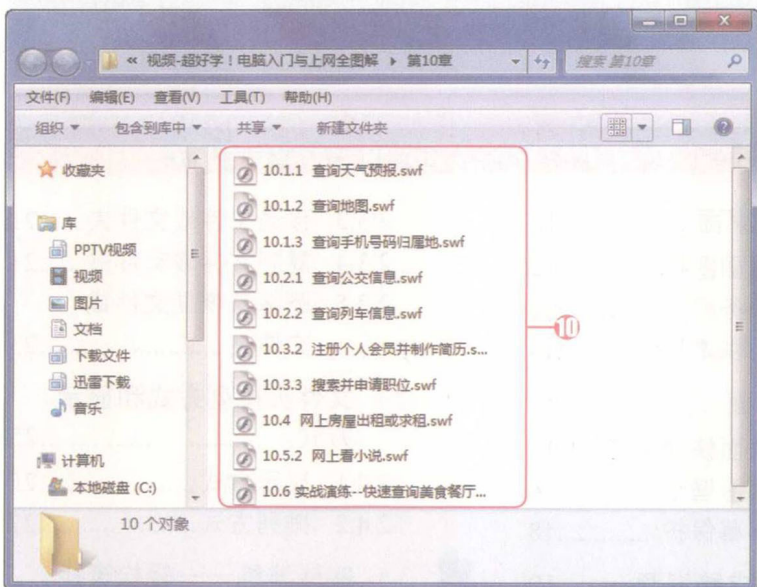 « 视频-超好学！电脑入门与上网全图解 ▸ 第10章
搜索 第10章
文件(F) 编辑(E) 查看(V) 工具(T) 帮助(H)
组织 包含到库中 共享 新建文件夹
收藏夹
库
PPTV视频
视频
图片
文档
下载文件
迅雷下载
音乐
计算机
本地磁盘 (C:)
10.1.1 查询天气预报.swf
10.1.2 查询地图.swf
10.1.3 查询手机号码归属地.swf
10.2.1 查询公交信息.swf
10.2.2 查询列车信息.swf
10.3.2 注册个人会员并制作简历.s...
10.3.3 搜索并申请职位.swf
10.4 网上房屋出租或求租.swf
10.5.2 网上看小说.swf
10.6 实战演练--快速查询美食餐厅...
10
10 个对象